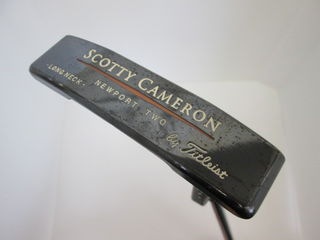 SCOTTY CAMERON
-LONG NECK- NEWPORT TWO
By Titleist